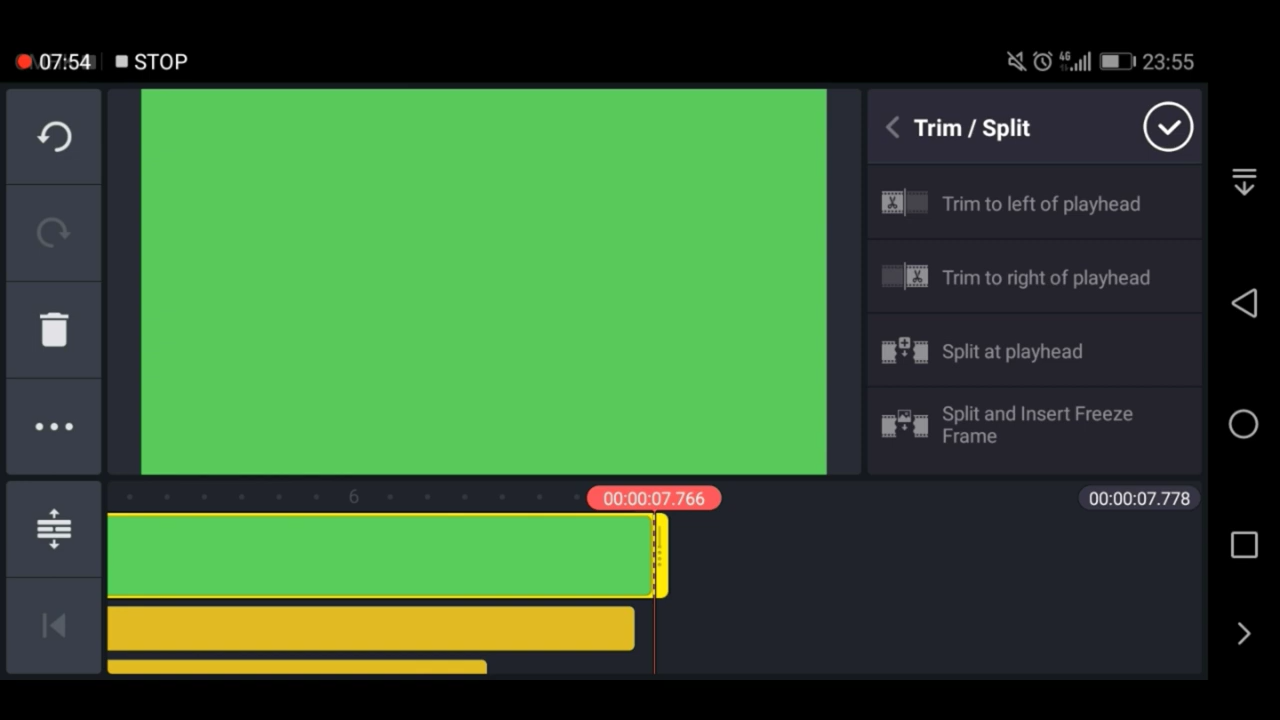 07:54 STOP
4G 23:55
Trim / Split
Trim to left of playhead
Trim to right of playhead
Split at playhead
Split and Insert Freeze
Frame
6 00:00:07.766 00:00:07.778